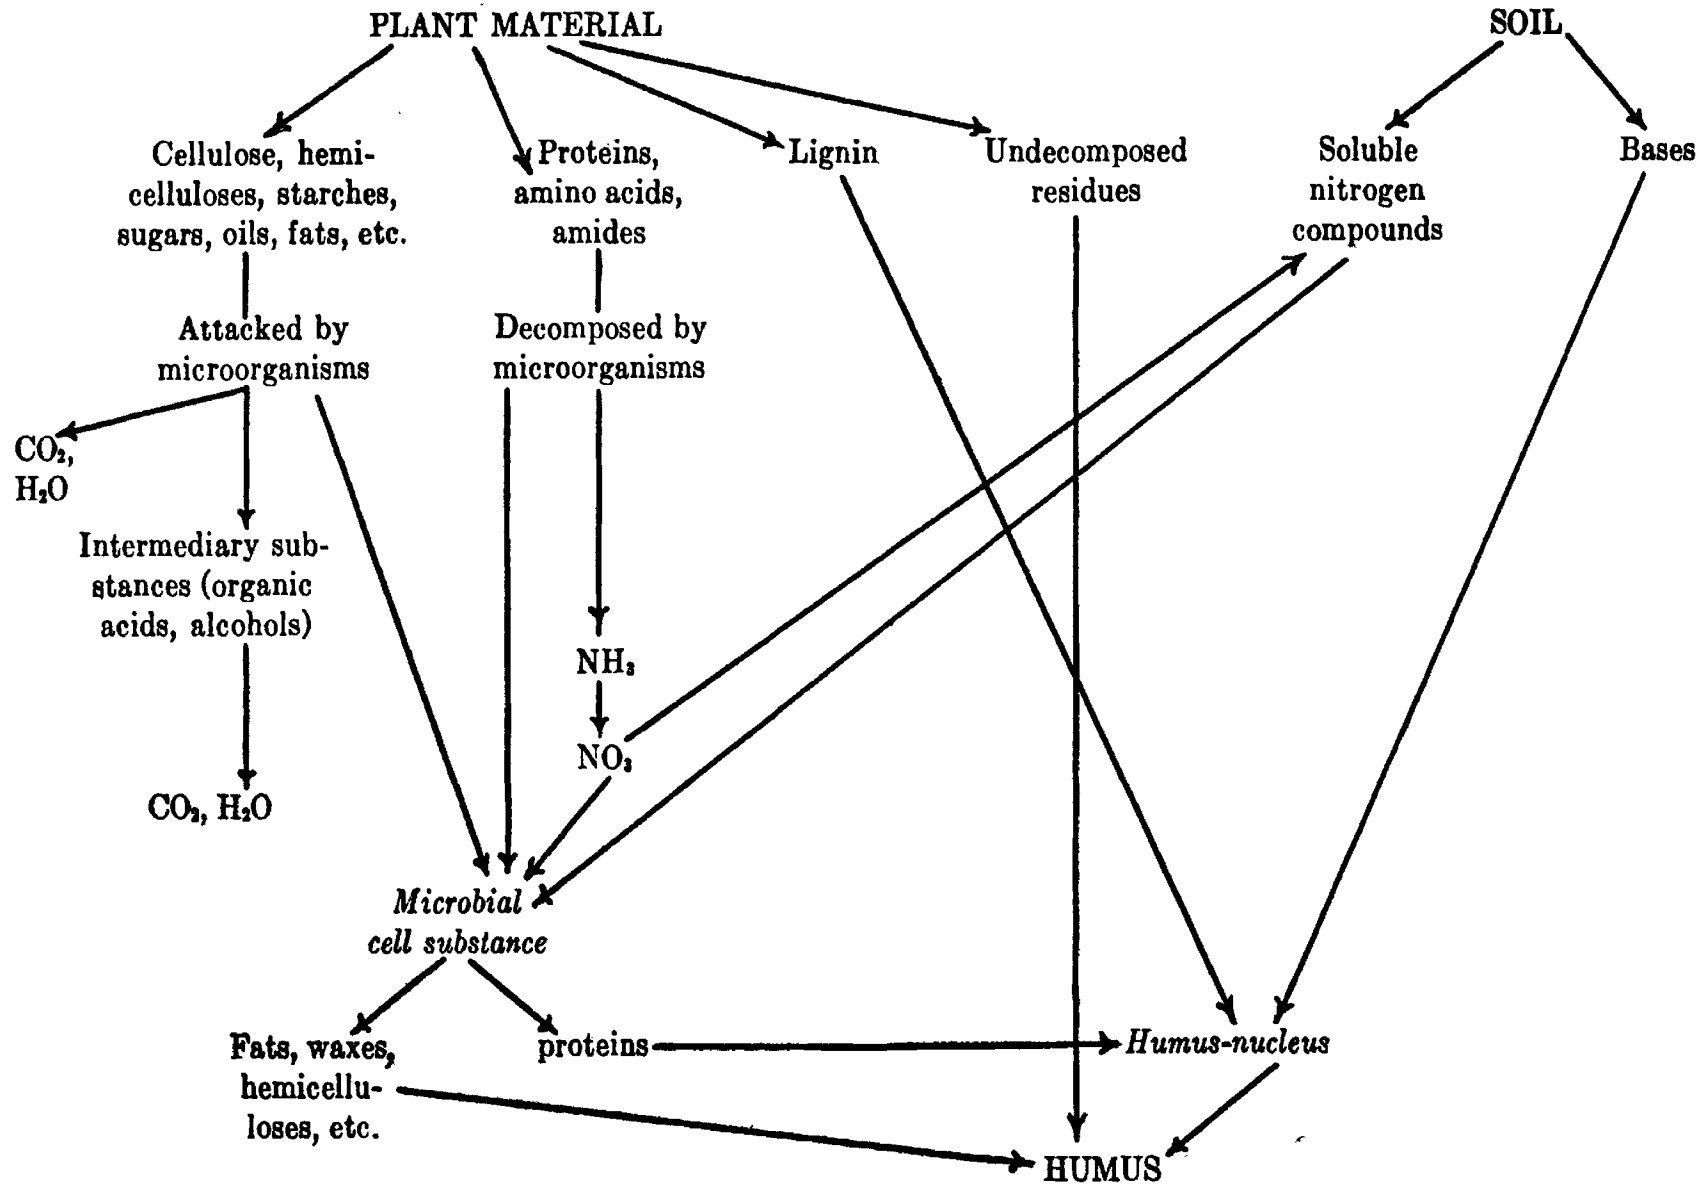 PLANT MATERIAL
SOIL
Cellulose, hemi-
celluloses, starches,
sugars, oils, fats, etc.
Proteins,
amino acids,
amides
Lignin
Undecomposed
residues
Soluble
nitrogen
compounds
Bases
Attacked by
microorganisms
Decomposed by
microorganisms
CO₂,
H₂O
Intermediary sub-
stances (organic
acids, alcohols)
NH₃
NO₃
CO₂, H₂O
Microbial
cell substance
Fats, waxes,
hemicellu-
loses, etc.
proteins
Humus-nucleus
HUMUS